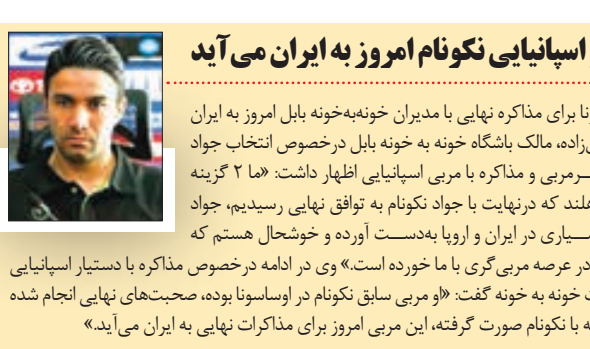 اسپانیایی نکونام امروز به ایران می‌آید
برای مذاکره نهایی با مدیران خونه‌به‌خونه بابل امروز به ایران
مالک باشگاه خونه به خونه بابل درخصوص انتخاب جواد
و مذاکره با مربی اسپانیایی اظهار داشت: «ما ۲ گزینه
که درنهایت با جواد نکونام به توافق نهایی رسیدیم، جواد
در ایران و اروپا به‌دست آورده و خوشحال هستم که
در عرصه مربی‌گری با ما خورده است.» وی در ادامه درخصوص مذاکره با دستیار اسپانیایی
خونه به خونه گفت: «او مربی سابق نکونام در اوساسونا بوده، صحبت‌های نهایی انجام شده
با نکونام صورت گرفته، این مربی امروز برای مذاکرات نهایی به ایران می‌آید.»